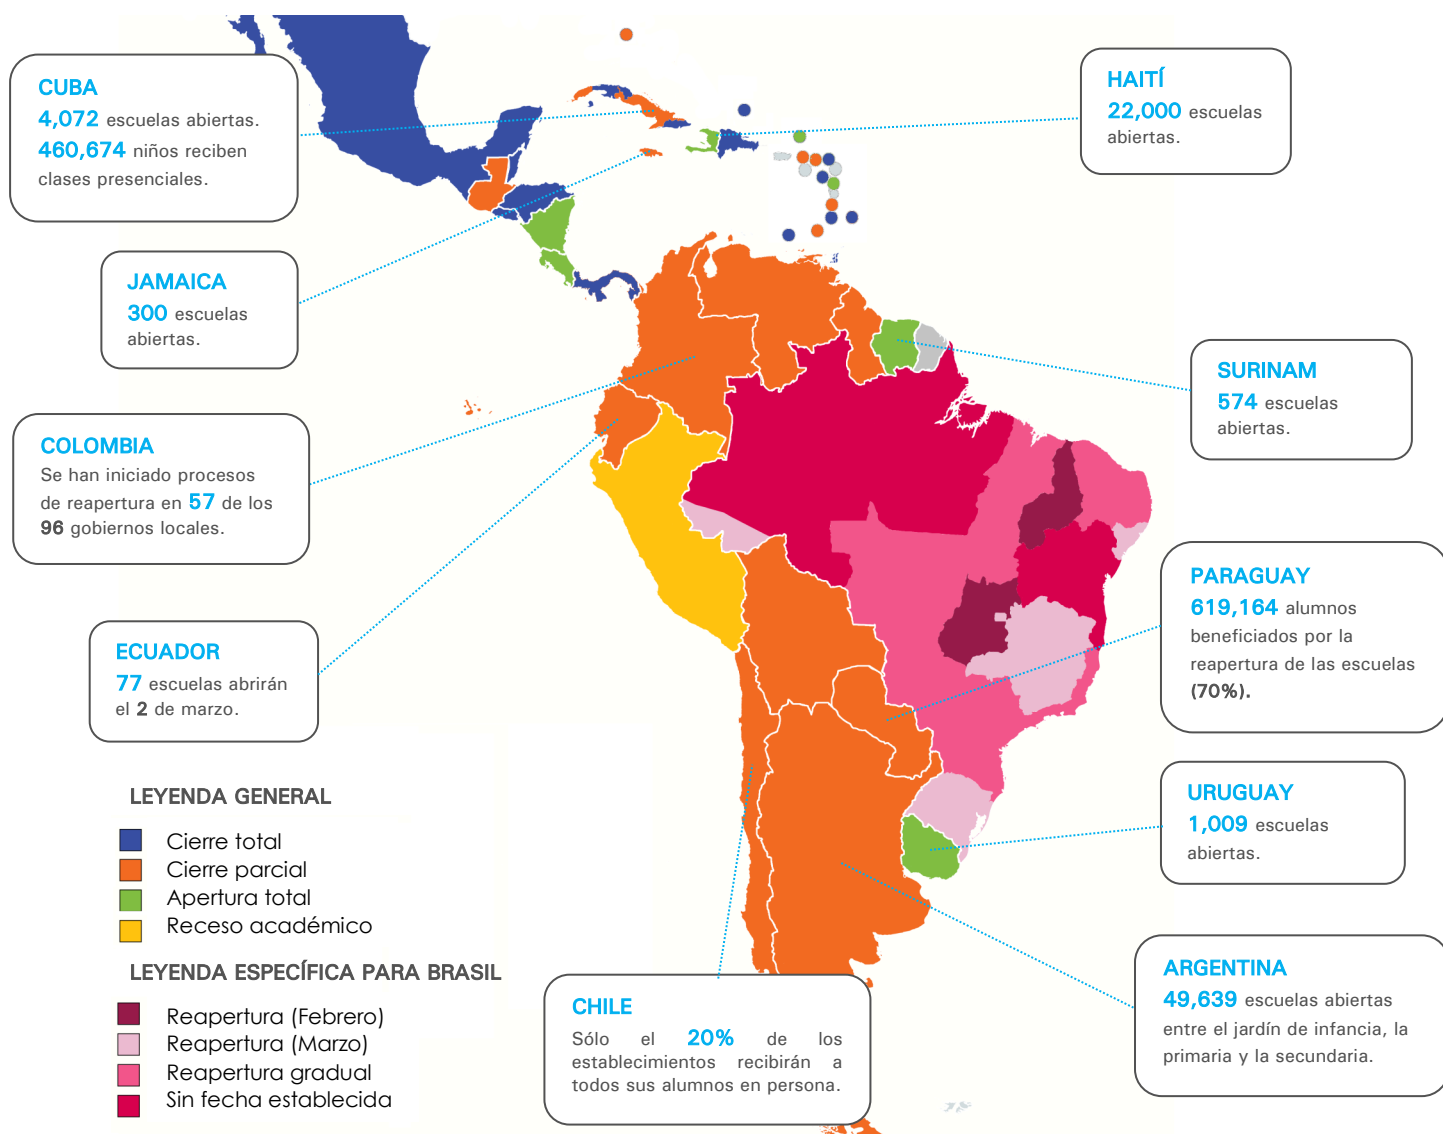 CUBA
4,072 escuelas abiertas.
460,674 niños reciben
clases presenciales.
HAITÍ
22,000 escuelas
abiertas.
JAMAICA
300 escuelas
abiertas.
SURINAM
574 escuelas
abiertas.
COLOMBIA
Se han iniciado procesos
de reapertura en 57 de los
96 gobiernos locales.
PARAGUAY
619,164 alumnos
beneficiados por la
reapertura de las escuelas
(70%).
ECUADOR
77 escuelas abrirán
el 2 de marzo.
URUGUAY
1,009 escuelas
abiertas.
LEYENDA GENERAL
Cierre total
Cierre parcial
Apertura total
Receso académico
LEYENDA ESPECÍFICA PARA BRASIL
Reapertura (Febrero)
Reapertura (Marzo)
Reapertura gradual
Sin fecha establecida
CHILE
Sólo el 20% de los
establecimientos recibirán a
todos sus alumnos en persona.
ARGENTINA
49,639 escuelas abiertas
entre el jardín de infancia, la
primaria y la secundaria.